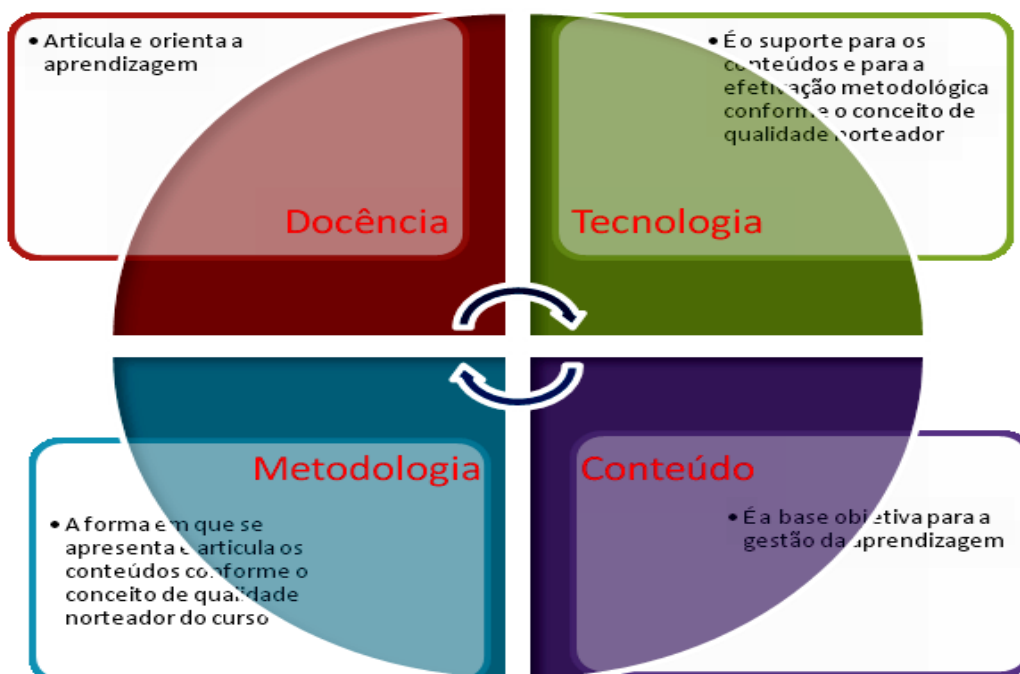 • Articula e orienta a
aprendizagem
Docência
• É o suporte para os
conteúdos e para a
efetivação metodológica
conforme o conceito de
qualidade norteador
Tecnologia
Metodologia
• A forma em que se
apresenta e articula os
conteúdos conforme o
conceito de qualidade
norteador do curso
Conteúdo
• É a base objetiva para a
gestão da aprendizagem